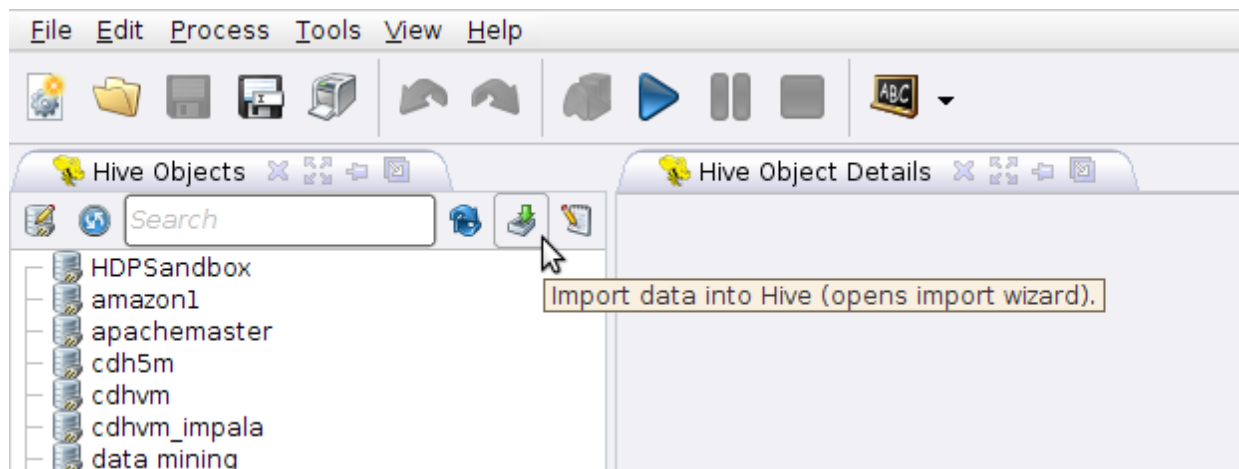 File Edit Process Tools View Help
ABC
Hive Objects
Hive Object Details
Search
HDPSandbox
Import data into Hive (opens import wizard).
amazon1
apachemaster
cdh5m
cdhvm
cdhvm_impala
data mining